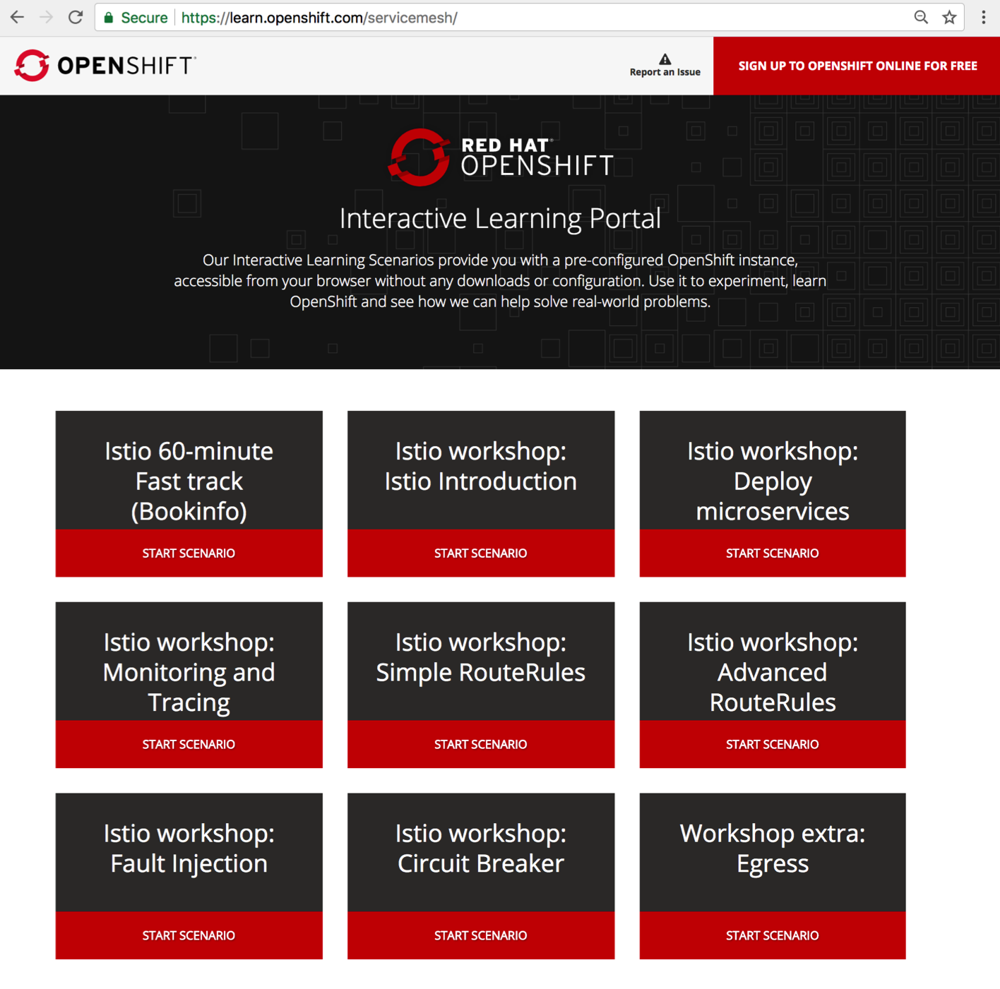 Secure https://learn.openshift.com/servicemesh/
OPENSHIFT
Report an Issue
SIGN UP TO OPENSHIFT ONLINE FOR FREE
RED HAT®
OPENSHIFT
Interactive Learning Portal
Our Interactive Learning Scenarios provide you with a pre-configured OpenShift instance,
accessible from your browser without any downloads or configuration. Use it to experiment, learn
OpenShift and see how we can help solve real-world problems.
Istio 60-minute
Fast track
(Bookinfo)
START SCENARIO
Istio workshop:
Istio Introduction
START SCENARIO
Istio workshop:
Deploy
microservices
START SCENARIO
Istio workshop:
Monitoring and
Tracing
START SCENARIO
Istio workshop:
Simple RouteRules
START SCENARIO
Istio workshop:
Advanced
RouteRules
START SCENARIO
Istio workshop:
Fault Injection
START SCENARIO
Istio workshop:
Circuit Breaker
START SCENARIO
Workshop extra:
Egress
START SCENARIO